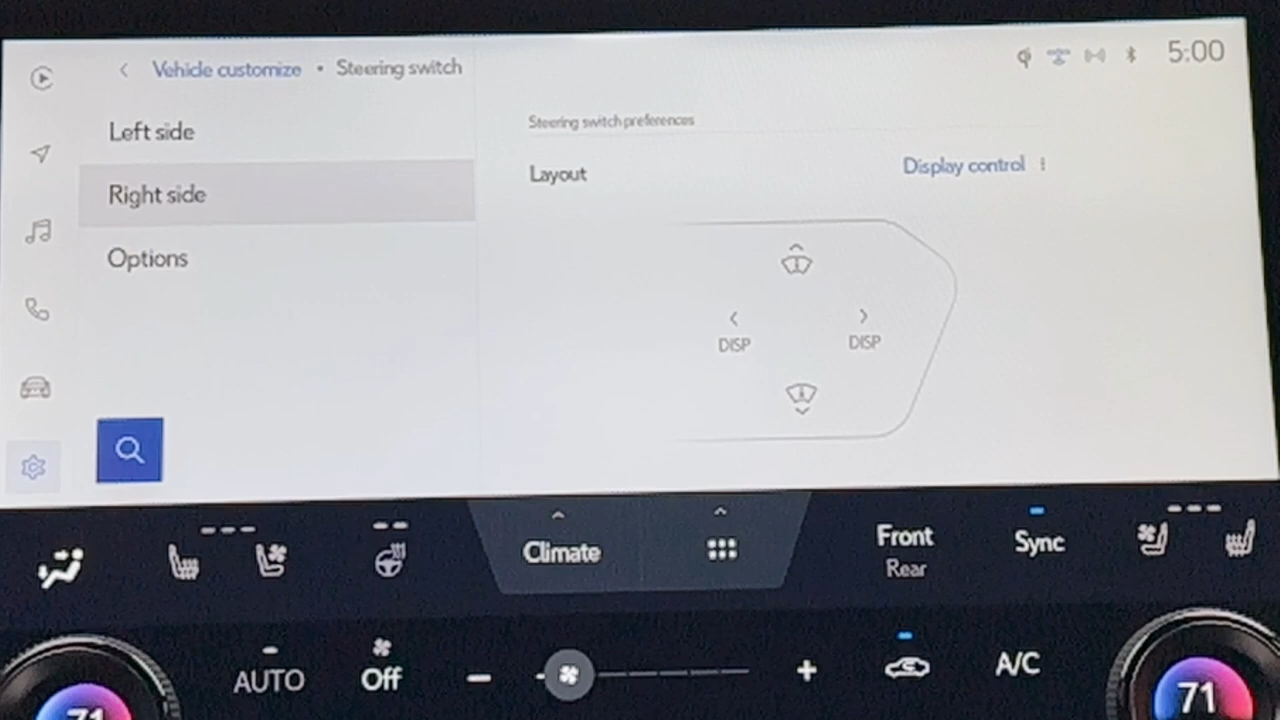 Vehicle customize • Steering switch
5:00
Left side
Right side
Options
Steering switch preferences
Layout
Display control
DISP
DISP
Climate
Front
Rear
Sync
AUTO
Off
A/C
71
71